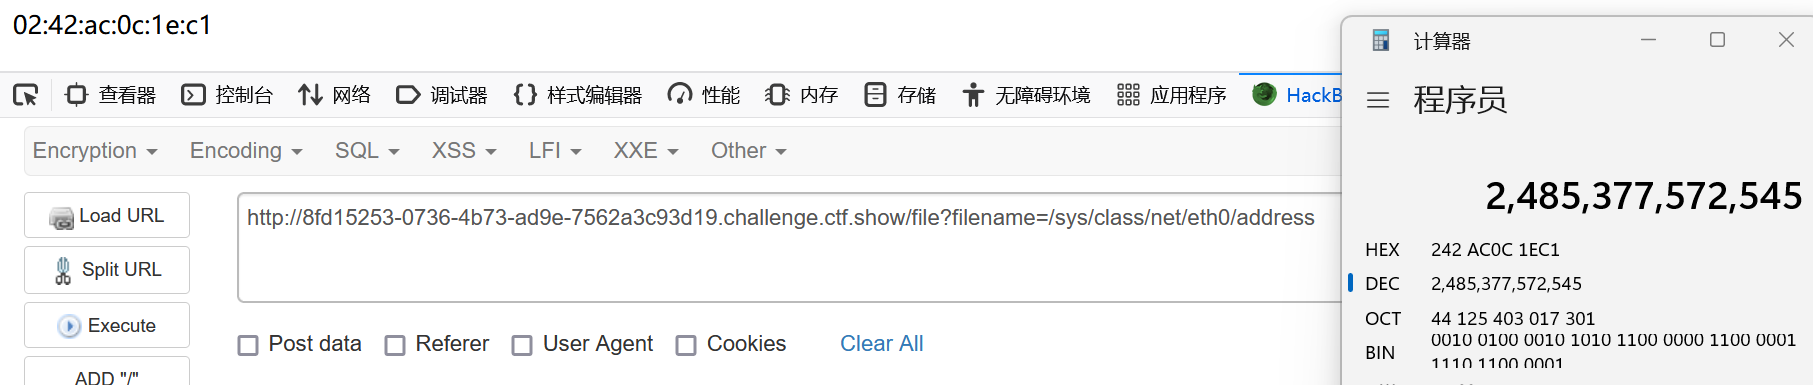 02:42:ac:0c:1e:c1
查看器 控制台 网络 调试器 样式编辑器 性能 内存 存储 无障碍环境 应用程序 HackB
Encryption Encoding SQL XSS LFI XXE Other
Load URL
Split URL
Execute
ADD "/"
http://8fd15253-0736-4b73-ad9e-7562a3c93d19.challenge.ctf.show/file?filename=/sys/class/net/eth0/address
Post data Referer User Agent Cookies Clear All
计算器
程序员
2,485,377,572,545
HEX 242 AC0C 1EC1
DEC 2,485,377,572,545
OCT 44 125 403 017 301
BIN 0010 0100 0010 1010 1100 0000 1100 0001
1110 1100 0001